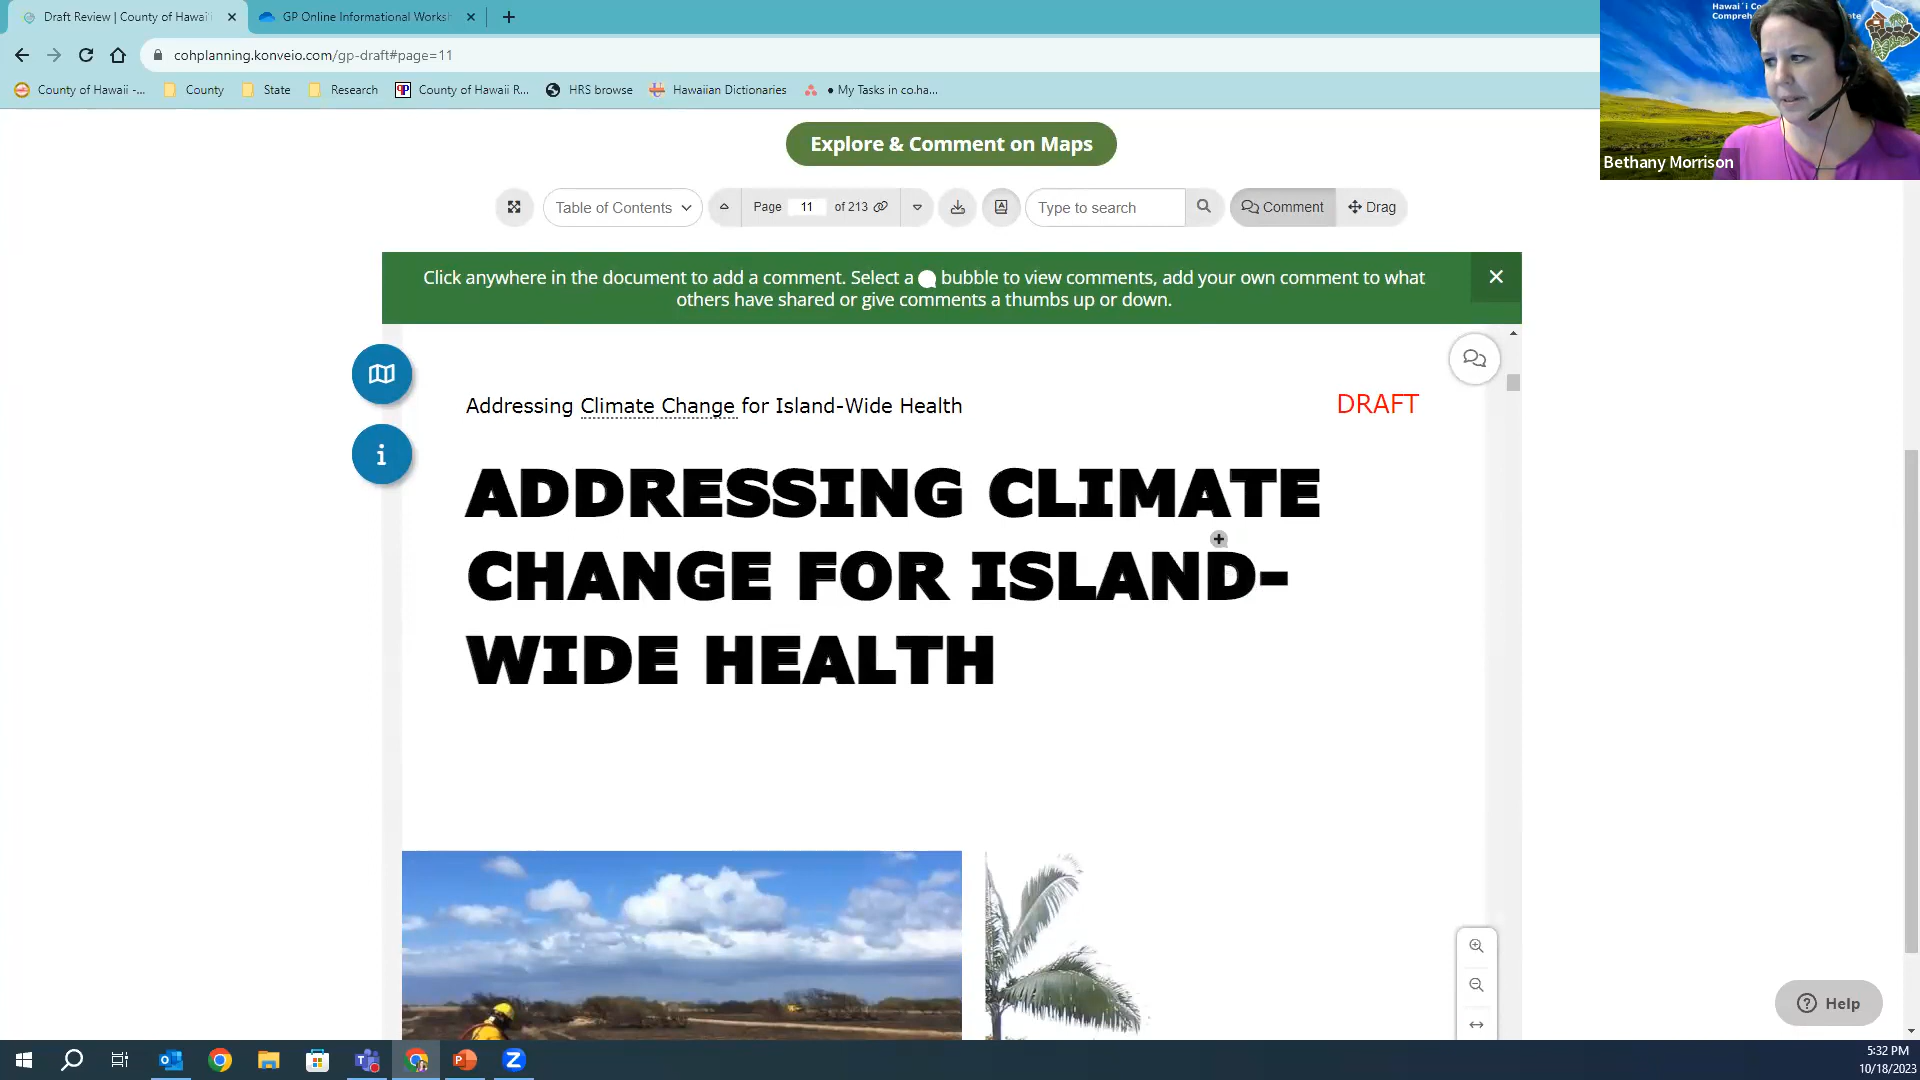 Draft Review | County of Hawai'i
GP Online Informational Worksh
cohplanning.konveio.com/gp-draft#page=11
County of Hawaii -...
County
State
Research
County of Hawaii R...
HRS browse
Hawaiian Dictionaries
● My Tasks in co.ha...
Bethany Morrison
Explore & Comment on Maps
Table of Contents
Page 11 of 213
Type to search
Comment
Drag
Click anywhere in the document to add a comment. Select a bubble to view comments, add your own comment to what
others have shared or give comments a thumbs up or down.
Addressing Climate Change for Island-Wide Health
DRAFT
ADDRESSING CLIMATE
CHANGE FOR ISLAND-
WIDE HEALTH
Help
5:32 PM
10/18/2023